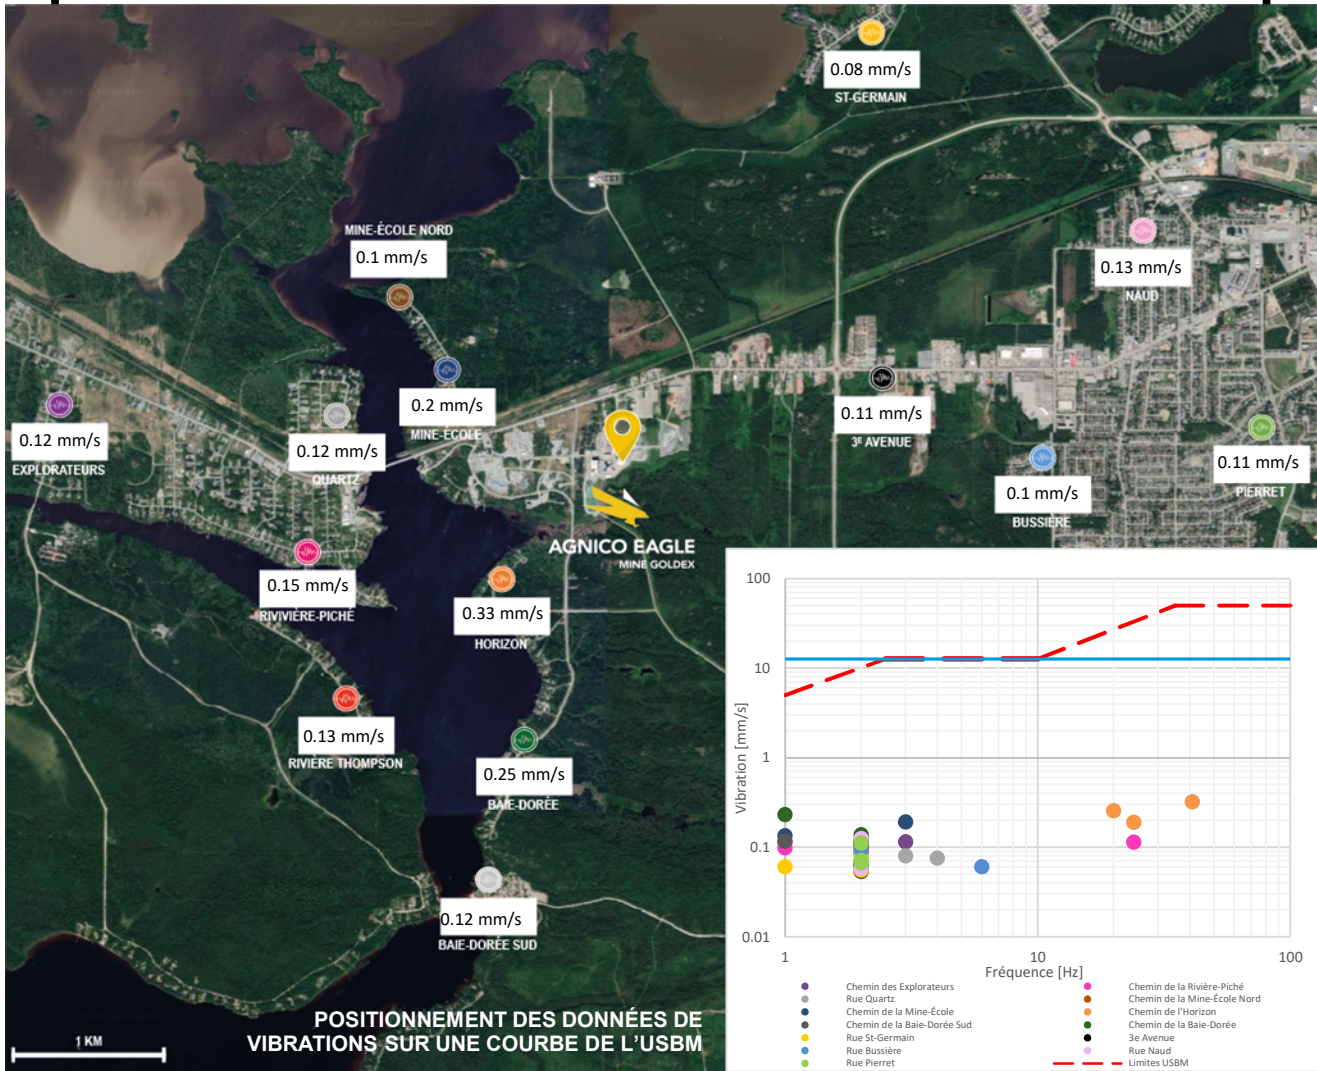 0.08 mm/s
ST-GERMAIN
MINE-ÉCOLE NORD
0.1 mm/s
0.13 mm/s
NAUD
0.2 mm/s
MINE-ÉCOLE
0.12 mm/s
EXPLORATEURS
0.12 mm/s
QUARTZ
0.11 mm/s
3E AVENUE
0.11 mm/s
PIERRET
0.1 mm/s
BUSSIÈRE
AGNICO EAGLE
MINE GOLDEX
0.15 mm/s
RIVIVIÈRE-PICHÉ
0.33 mm/s
HORIZON
0.13 mm/s
RIVIÈRE THOMPSON
0.25 mm/s
BAIE-DORÉE
0.12 mm/s
BAIE-DORÉE SUD
POSITIONNEMENT DES DONNÉES DE
VIBRATIONS SUR UNE COURBE DE L'USBM
1 KM
100
10
1
0.1
0.01
Vibration [mm/s]
1
10
100
Fréquence [Hz]
Chemin des Explorateurs
Chemin de la Rivière-Piché
Rue Quartz
Chemin de la Mine-École Nord
Chemin de la Mine-École
Chemin de l'Horizon
Chemin de la Baie-Dorée Sud
Chemin de la Baie-Dorée
Rue St-Germain
3e Avenue
Rue Bussière
Rue Naud
Rue Pierret
Limites USBM